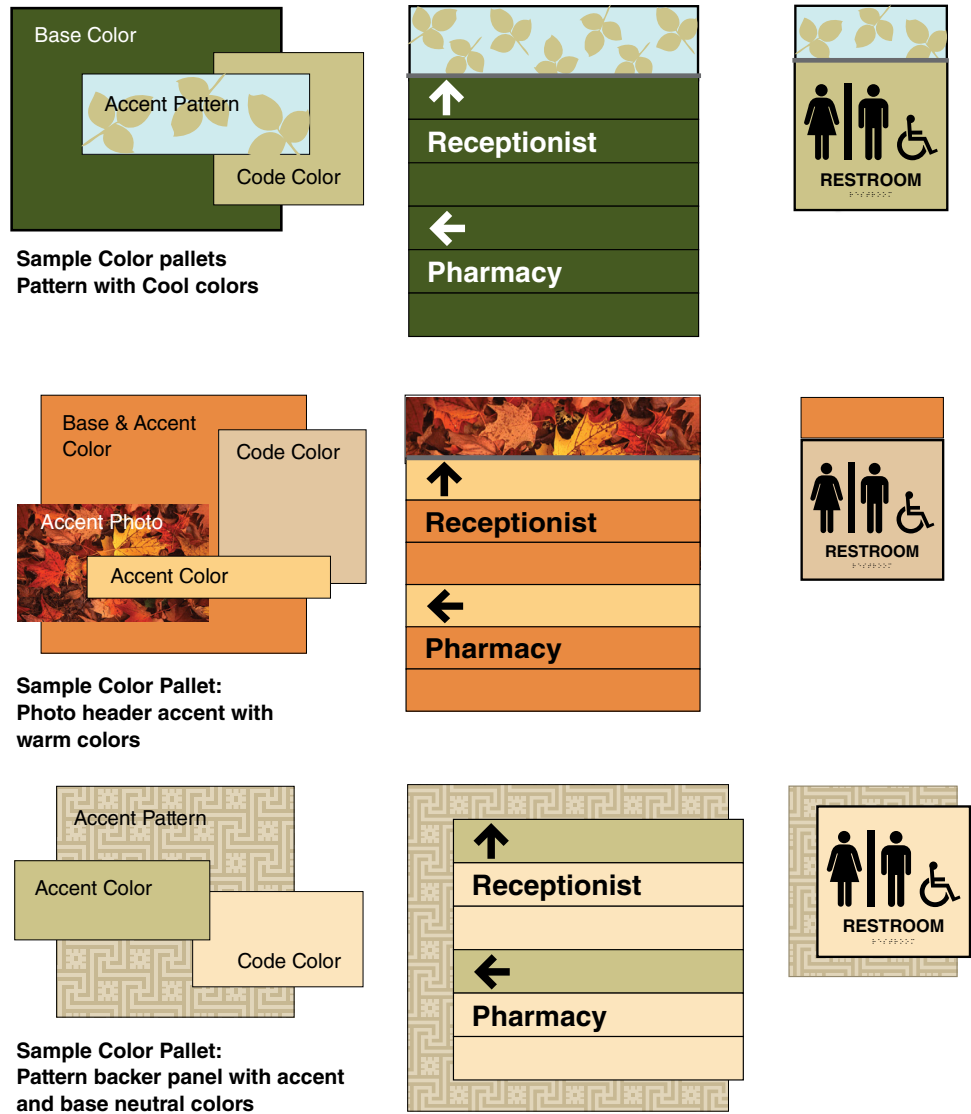 Base Color
Accent Pattern
Code Color
Sample Color pallets
Pattern with Cool colors
Receptionist
Pharmacy
RESTROOM
Base & Accent
Color
Code Color
Accent Photo
Accent Color
Sample Color Pallet:
Photo header accent with
warm colors
Receptionist
Pharmacy
RESTROOM
Accent Pattern
Accent Color
Code Color
Sample Color Pallet:
Pattern backer panel with accent
and base neutral colors
Receptionist
Pharmacy
RESTROOM